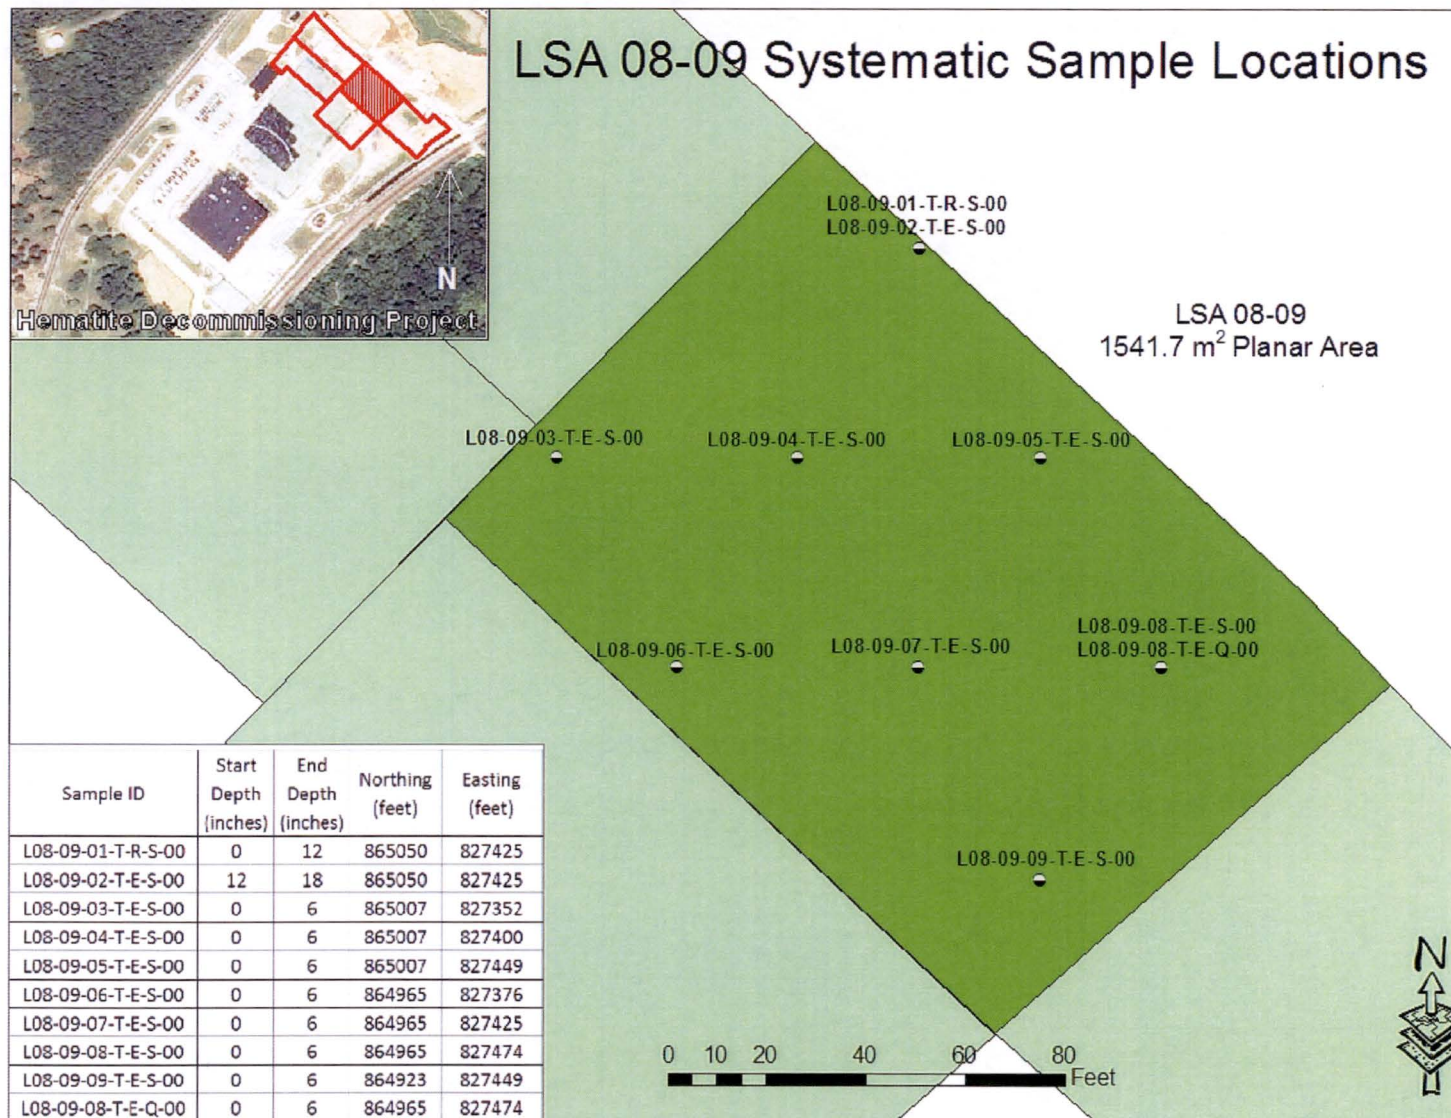 LSA 08-09 Systematic Sample Locations
N
Hematite Decommissioning Project
L08-09-01-T-R-S-00
L08-09-02-T-E-S-00
LSA 08-09
1541.7 m² Planar Area
L08-09-03-T-E-S-00
L08-09-04-T-E-S-00
L08-09-05-T-E-S-00
L08-09-06-T-E-S-00
L08-09-07-T-E-S-00
L08-09-08-T-E-S-00
L08-09-08-T-E-Q-00
L08-09-09-T-E-S-00
Sample ID Start Depth (inches) End Depth (inches) Northing (feet) Easting (feet)
L08-09-01-T-R-S-00 0 12 865050 827425
L08-09-02-T-E-S-00 12 18 865050 827425
L08-09-03-T-E-S-00 0 6 865007 827352
L08-09-04-T-E-S-00 0 6 865007 827400
L08-09-05-T-E-S-00 0 6 865007 827449
L08-09-06-T-E-S-00 0 6 864965 827376
L08-09-07-T-E-S-00 0 6 864965 827425
L08-09-08-T-E-S-00 0 6 864965 827474
L08-09-09-T-E-S-00 0 6 864923 827449
L08-09-08-T-E-Q-00 0 6 864965 827474
0 10 20 40 60 80
Feet
N